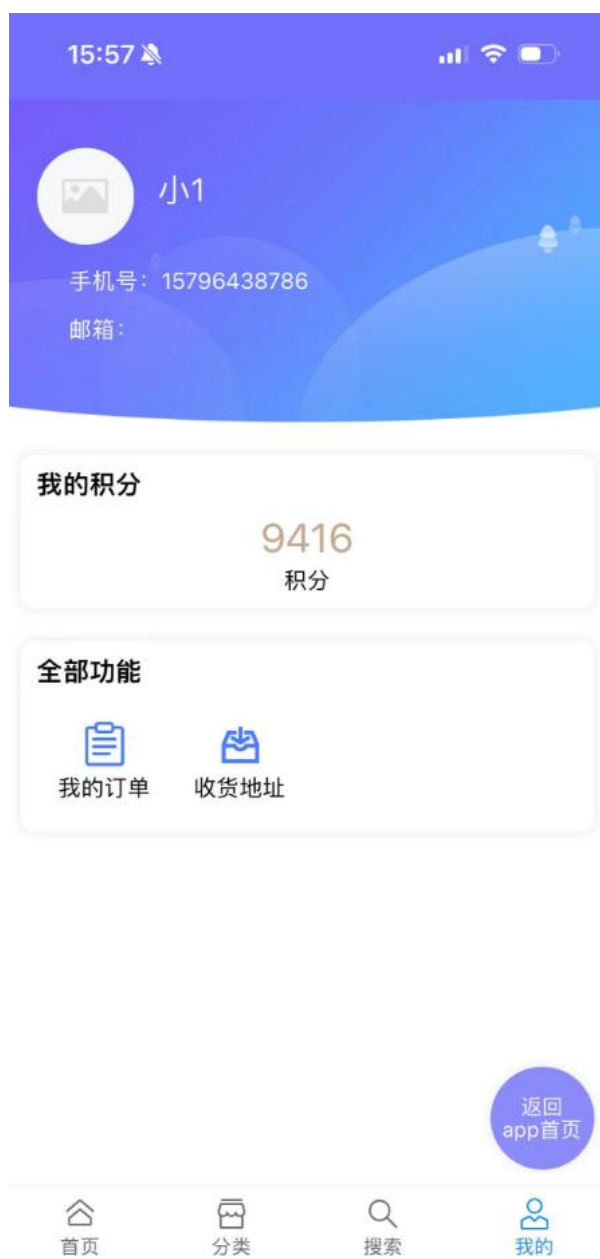 15:57
小1
手机号：15796438786
邮箱：
我的积分
9416
积分
全部功能
我的订单 收货地址
返回
app首页
首页 分类 搜索 我的